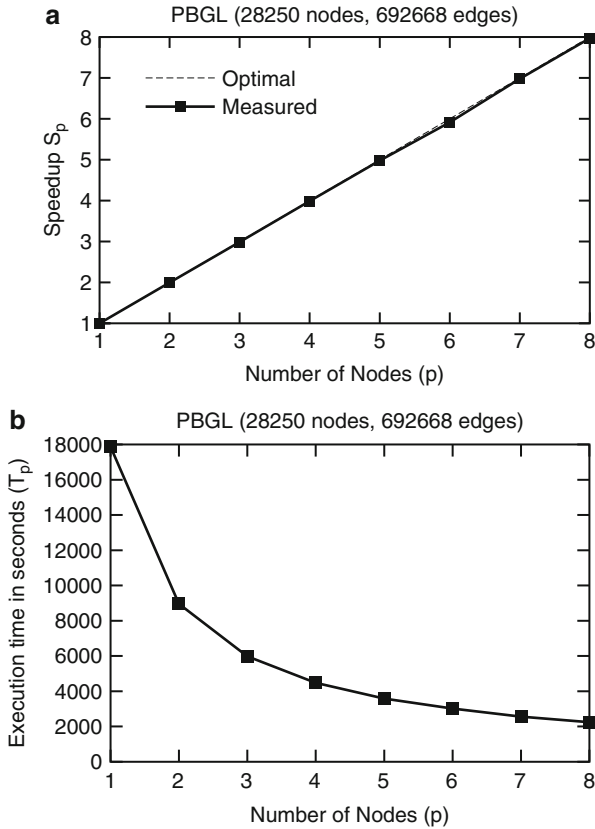 a
PBGL (28250 nodes, 692668 edges)
8
7
6
5
4
3
2
1
Speedup Sp
Optimal
Measured
1 2 3 4 5 6 7 8
Number of Nodes (p)
b
PBGL (28250 nodes, 692668 edges)
18000
16000
14000
12000
10000
8000
6000
4000
2000
0
Execution time in seconds (Tp)
1 2 3 4 5 6 7 8
Number of Nodes (p)